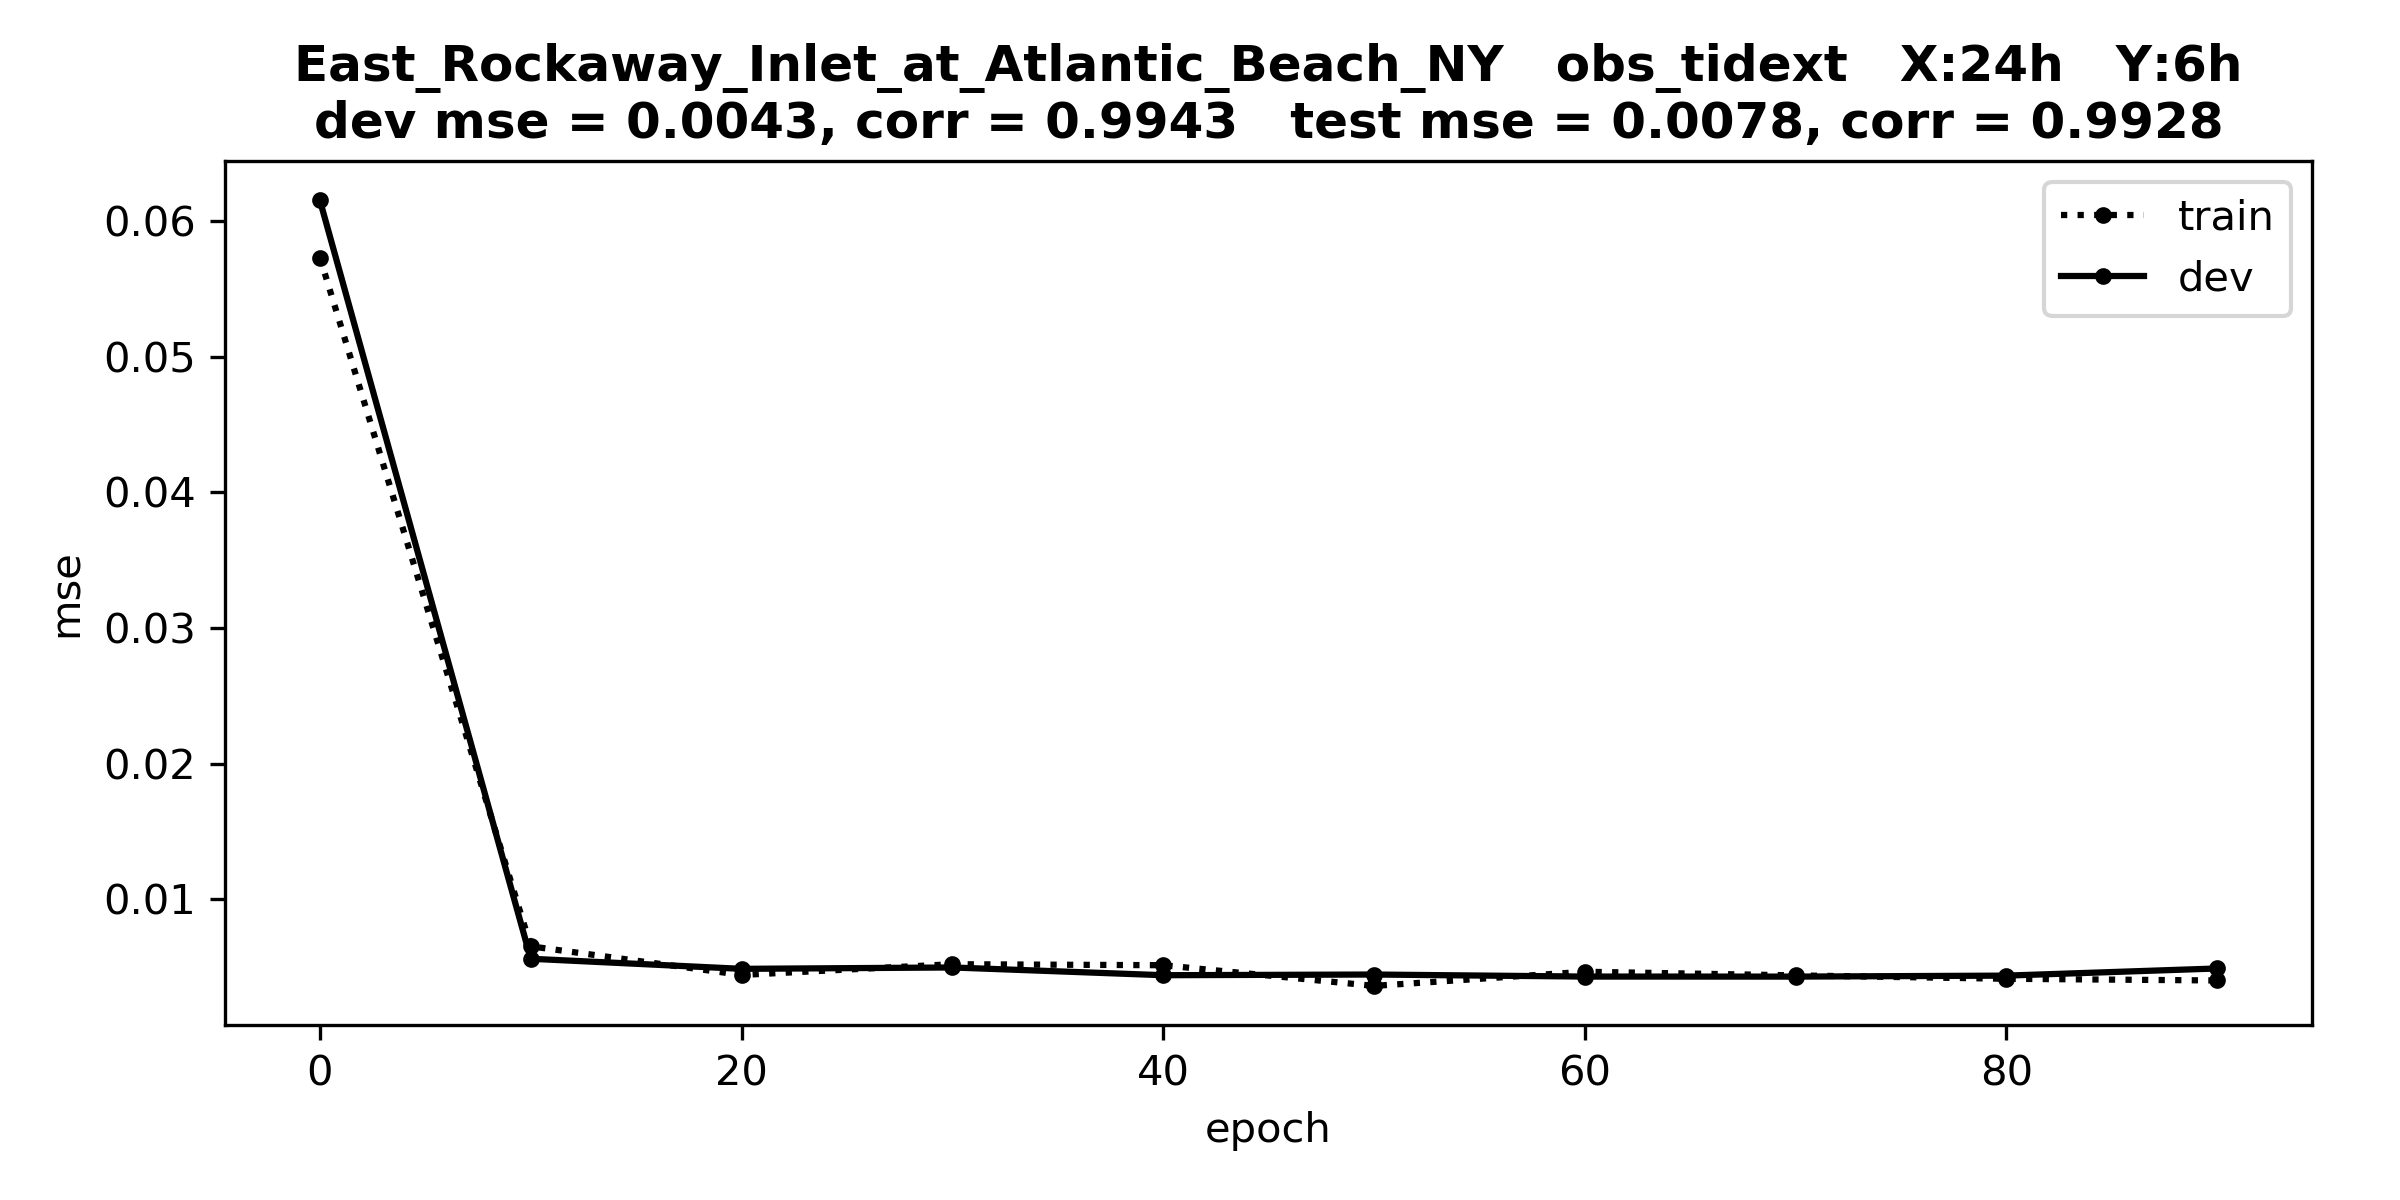 East_Rockaway_Inlet_at_Atlantic_Beach_NY   obs_tidext   X:24h   Y:6h
dev mse = 0.0043, corr = 0.9943   test mse = 0.0078, corr = 0.9928
train
dev
0.06
0.05
0.04
0.03
0.02
0.01
mse
0
20
40
60
80
epoch